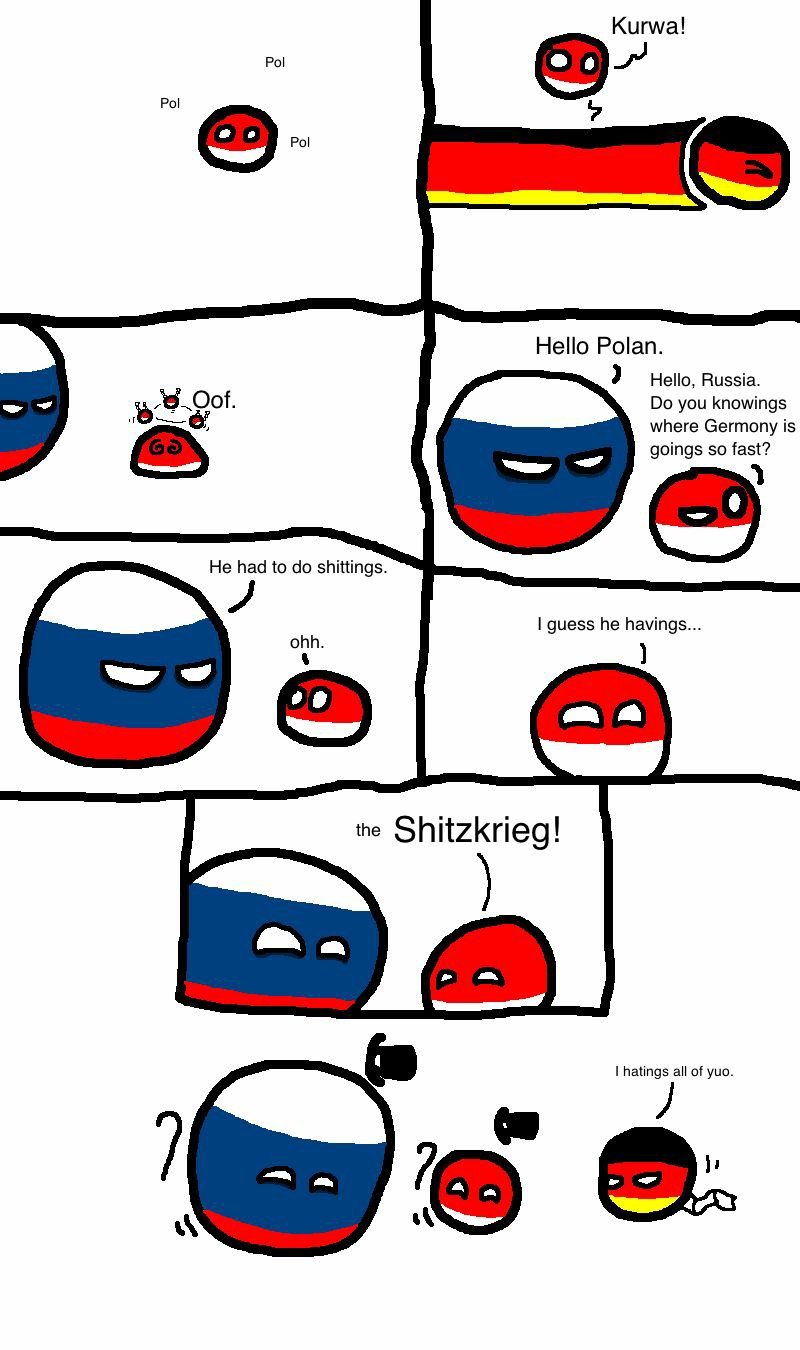 Pol
Pol
Pol
Kurwa!
Oof.
Hello Polan.
Hello, Russia.
Do you knowings
where Germony is
goings so fast?
He had to do shittings.
ohh.
I guess he havings...
the Shitzkrieg!
I hatings all of yuo.